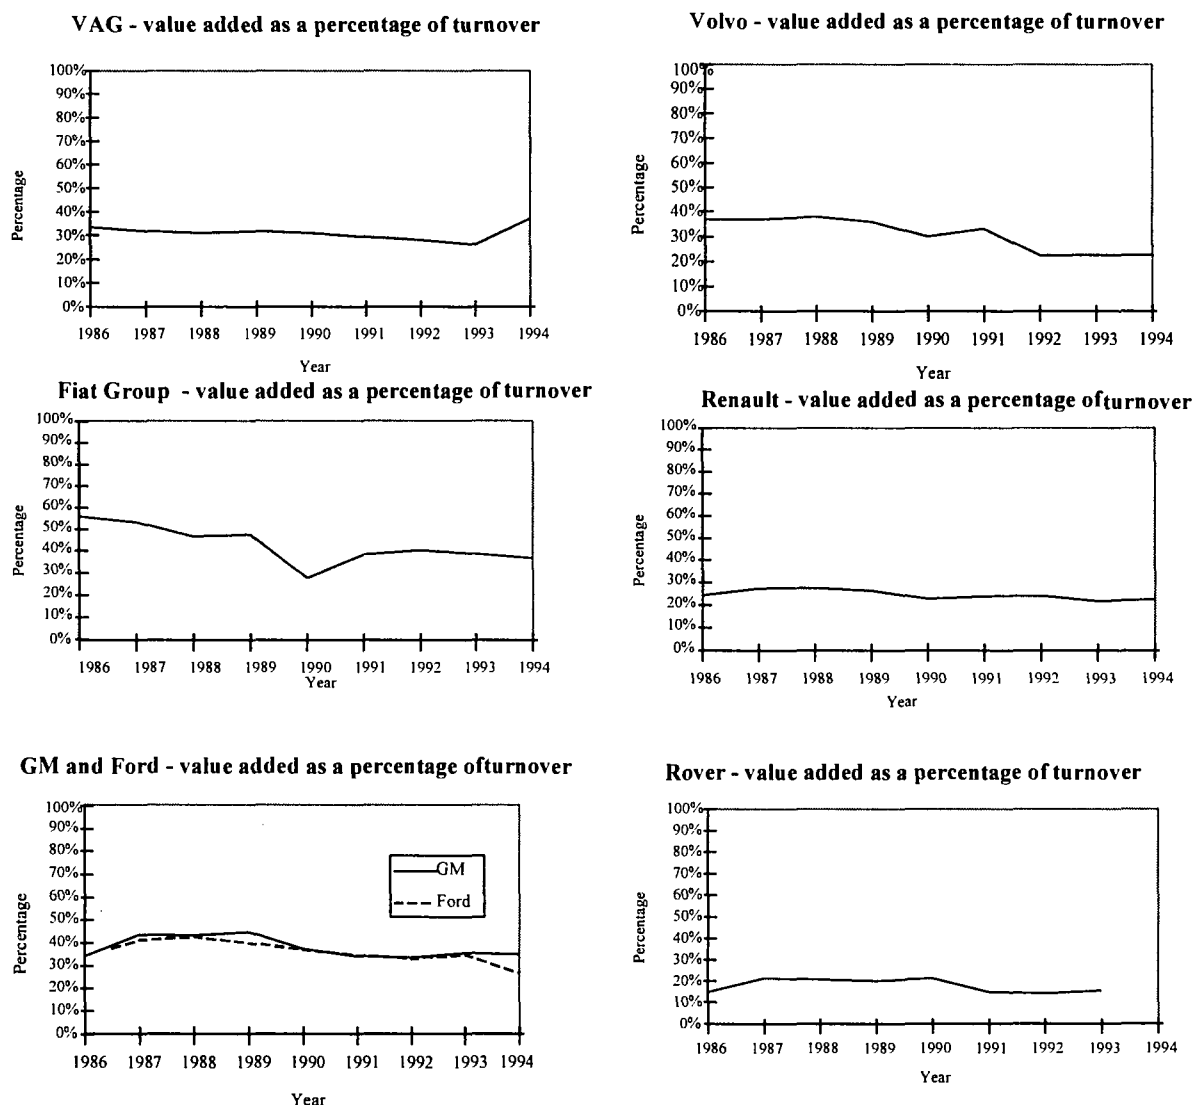 VAG - value added as a percentage of turnover
100%
90%
80%
70%
60%
50%
40%
30%
20%
10%
0%
Percentage
1986 1987 1988 1989 1990 1991 1992 1993 1994
Year
Volvo - value added as a percentage of turnover
100%
90%
80%
70%
60%
50%
40%
30%
20%
10%
0%
Percentage
1986 1987 1988 1989 1990 1991 1992 1993 1994
Year
Fiat Group - value added as a percentage of turnover
100%
90%
80%
70%
60%
50%
40%
30%
20%
10%
0%
Percentage
1986 1987 1988 1989 1990 1991 1992 1993 1994
Year
Renault - value added as a percentage of turnover
100%
90%
80%
70%
60%
50%
40%
30%
20%
10%
0%
Percentage
1986 1987 1988 1989 1990 1991 1992 1993 1994
Year
GM and Ford - value added as a percentage of turnover
100%
90%
80%
70%
60%
50%
40%
30%
20%
10%
0%
Percentage
GM
Ford
1986 1987 1988 1989 1990 1991 1992 1993 1994
Year
Rover - value added as a percentage of turnover
100%
90%
80%
70%
60%
50%
40%
30%
20%
10%
0%
Percentage
1986 1987 1988 1989 1990 1991 1992 1993 1994
Year